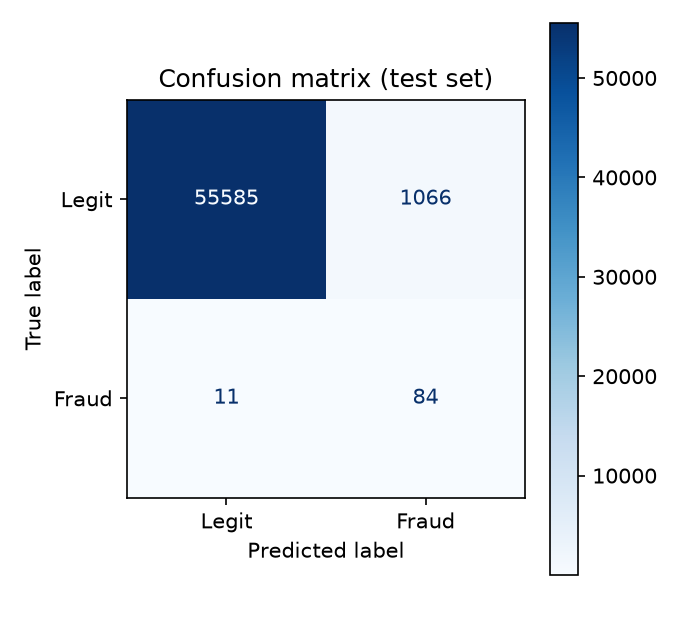 Confusion matrix (test set)
True label
Legit
Fraud
55585
1066
11
84
Legit
Fraud
Predicted label
50000
40000
30000
20000
10000